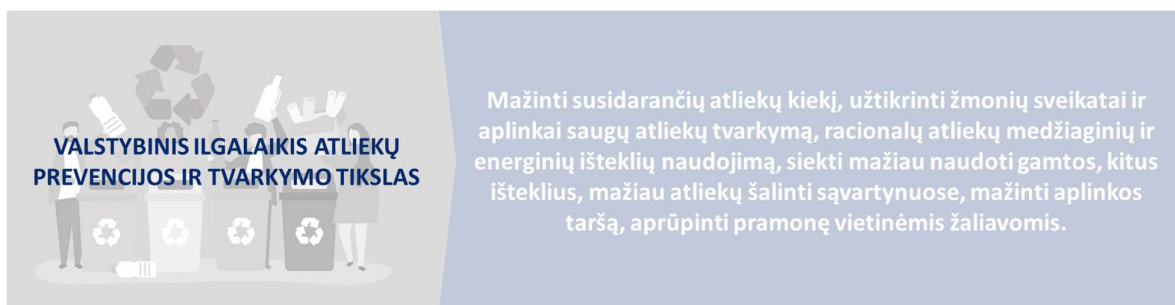 VALSTYBINIS ILGALAIKIS ATLIEKŲ
PREVENCIJOS IR TVARKYMO TIKSLAS
Mažinti susidarančių atliekų kiekį, užtikrinti žmonių sveikatai ir
aplinkai saugų atliekų tvarkymą, racionalų atliekų medžiaginių ir
energinių išteklių naudojimą, siekti mažiau naudoti gamtos, kitus
išteklius, mažiau atliekų šalinti sąvartynuose, mažinti aplinkos
taršą, aprūpinti pramonę vietinėmis žaliavomis.